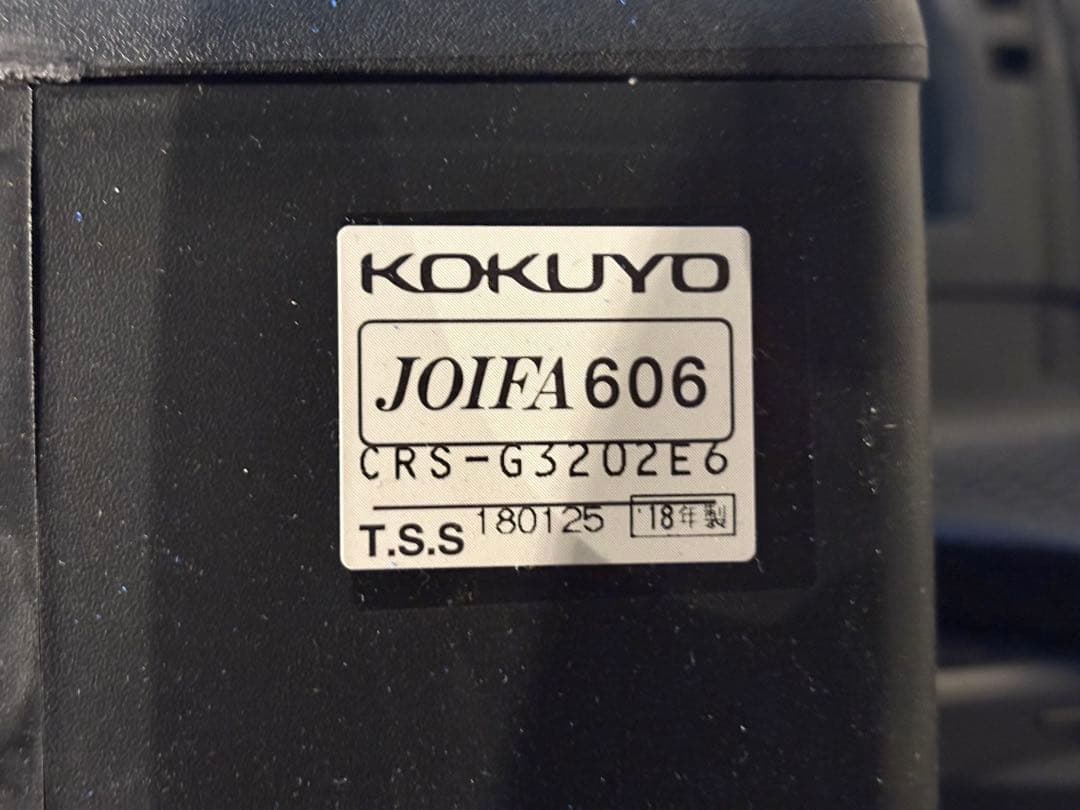 KOKUYO
JOIFA 606
CRS-G3202E6
T.S.S 180125 '18年製